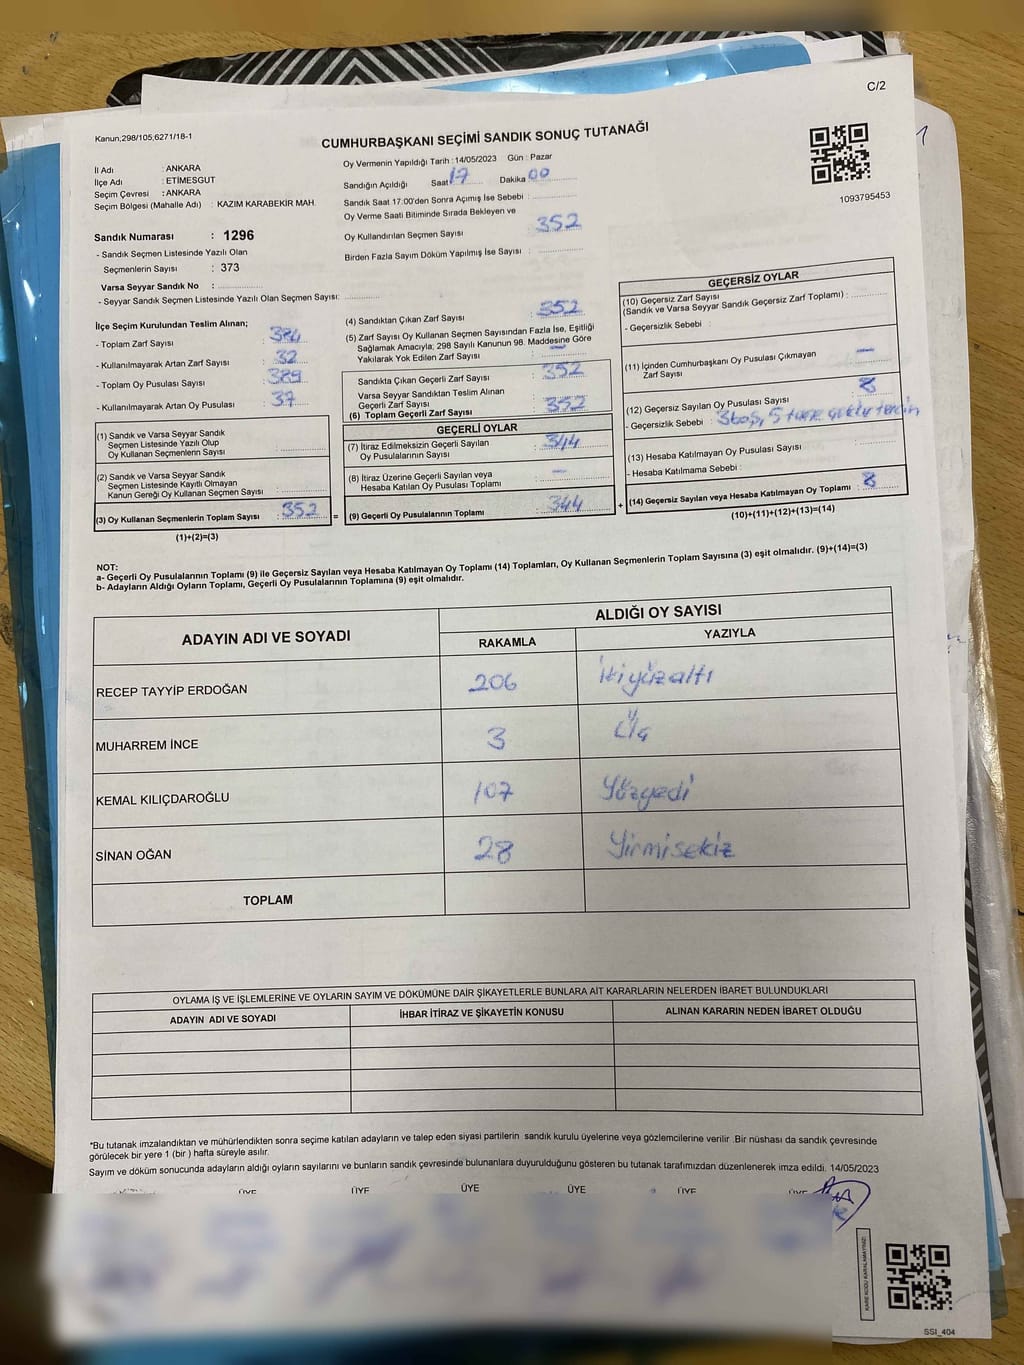 C/2
Kanun,298/105,6271/18-1
CUMHURBAŞKANI SEÇİMİ SANDIK SONUÇ TUTANAĞI
1093795453
İl Adı : ANKARA
İlçe Adı : ETİMESGUT
Seçim Çevresi : ANKARA
Seçim Bölgesi (Mahalle Adı) : KAZIM KARABEKİR MAH.
Sandık Numarası : 1296
- Sandık Seçmen Listesinde Yazılı Olan
Seçmenlerin Sayısı : 373
Varsa Seyyar Sandık No :
- Seyyar Sandık Seçmen Listesinde Yazılı Olan Seçmen Sayısı:
Oy Vermenin Yapıldığı Tarih : 14/05/2023 Gün : Pazar
Sandığın Açıldığı Saat 17 Dakika 00
Sandık Saat 17:00'den Sonra Açımış İse Sebebi :
Oy Verme Saati Bitiminde Sırada Bekleyen ve
Oy Kullandırılan Seçmen Sayısı : 352
Birden Fazla Sayım Döküm Yapılmış İse Sayısı :
İlçe Seçim Kurulundan Teslim Alınan;
- Toplam Zarf Sayısı : 384
- Kullanılmayarak Artan Zarf Sayısı : 32
- Toplam Oy Pusulası Sayısı : 389
- Kullanılmayarak Artan Oy Pusulası : 37
(1) Sandık ve Varsa Seyyar Sandık
Seçmen Listesinde Yazılı Olup
Oy Kullanan Seçmenlerin Sayısı :
(2) Sandık ve Varsa Seyyar Sandık
Seçmen Listesinde Kayıtlı Olmayan
Kanun Gereği Oy Kullanan Seçmen Sayısı :
(3) Oy Kullanan Seçmenlerin Toplam Sayısı : 352
(1)+(2)=(3)
(4) Sandıktan Çıkan Zarf Sayısı : 352
(5) Zarf Sayısı Oy Kullanan Seçmen Sayısından Fazla İse, Eşitliği
Sağlamak Amacıyla; 298 Sayılı Kanunun 98. Maddesine Göre
Yakılarak Yok Edilen Zarf Sayısı : —
Sandıkta Çıkan Geçerli Zarf Sayısı : 352
Varsa Seyyar Sandıktan Teslim Alınan
Geçerli Zarf Sayısı :
(6) Toplam Geçerli Zarf Sayısı : 352
GEÇERLİ OYLAR
(7) İtiraz Edilmeksizin Geçerli Sayılan
Oy Pusulalarının Sayısı : 344
(8) İtiraz Üzerine Geçerli Sayılan veya
Hesaba Katılan Oy Pusulası Toplamı : —
= (9) Geçerli Oy Pusulalarının Toplamı : 344
GEÇERSİZ OYLAR
(10) Geçersiz Zarf Sayısı
(Sandık ve Varsa Seyyar Sandık Geçersiz Zarf Toplamı) :
- Geçersizlik Sebebi :
(11) İçinden Cumhurbaşkanı Oy Pusulası Çıkmayan
Zarf Sayısı : —
(12) Geçersiz Sayılan Oy Pusulası Sayısı : 8
- Geçersizlik Sebebi : 3 boş, 5 tane çoklu tercih
(13) Hesaba Katılmayan Oy Pusulası Sayısı :
- Hesaba Katılmama Sebebi :
+ (14) Geçersiz Sayılan veya Hesaba Katılmayan Oy Toplamı : 8
(10)+(11)+(12)+(13)=(14)
NOT:
a- Geçerli Oy Pusulalarının Toplamı (9) ile Geçersiz Sayılan veya Hesaba Katılmayan Oy Toplamı (14) Toplamları, Oy Kullanan Seçmenlerin Toplam Sayısına (3) eşit olmalıdır. (9)+(14)=(3)
b- Adayların Aldığı Oyların Toplamı, Geçerli Oy Pusulalarının Toplamına (9) eşit olmalıdır.
ADAYIN ADI VE SOYADI
ALDIĞI OY SAYISI
RAKAMLA YAZIYLA
RECEP TAYYİP ERDOĞAN 206 İkiyüzaltı
MUHARREM İNCE 3 Üç
KEMAL KILIÇDAROĞLU 107 Yüzyedi
SİNAN OĞAN 28 Yirmisekiz
TOPLAM
OYLAMA İŞ VE İŞLEMLERİNE VE OYLARIN SAYIM VE DÖKÜMÜNE DAİR ŞİKAYETLERLE BUNLARA AİT KARARLARIN NELERDEN İBARET BULUNDUKLARI
ADAYIN ADI VE SOYADI İHBAR İTİRAZ VE ŞİKAYETİN KONUSU ALINAN KARARIN NEDEN İBARET OLDUĞU
*Bu tutanak imzalandıktan ve mühürlendikten sonra seçime katılan adayların ve talep eden siyasi partilerin sandık kurulu üyelerine veya gözlemcilerine verilir .Bir nüshası da sandık çevresinde
görülecek bir yere 1 (bir ) hafta süreyle asılır.
Sayım ve döküm sonucunda adayların aldığı oyların sayılarını ve bunların sandık çevresinde bulunanlara duyurulduğunu gösteren bu tutanak tarafımızdan düzenlenerek imza edildi. 14/05/2023
ÜYE ÜYE ÜYE ÜYE ÜYE ÜYE
KARE KODU KARALAMAYINIZ!
SSI_404